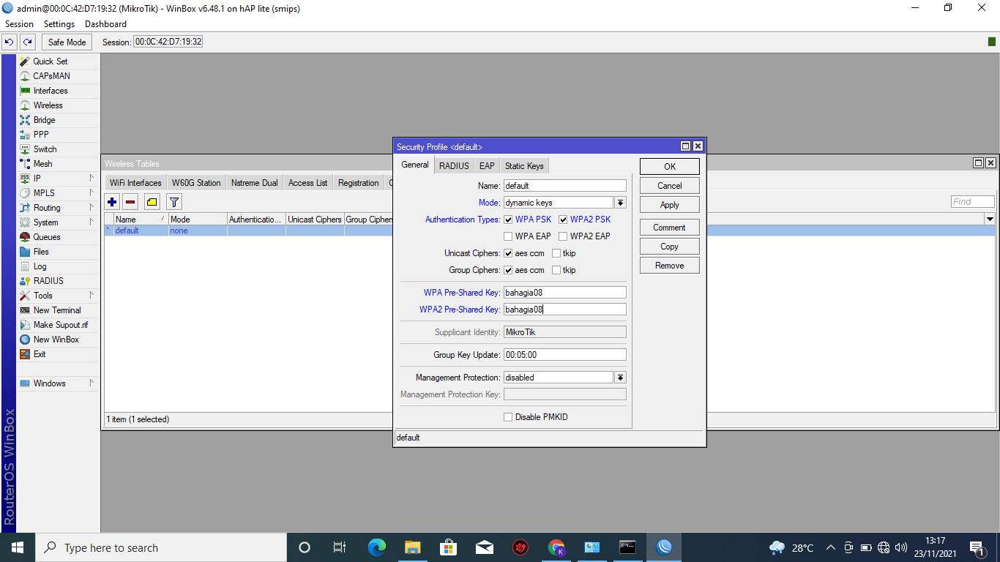 admin@00:0C:42:D7:19:32 (MikroTik) - WinBox v6.48.1 on hAP lite (smips)
Session Settings Dashboard
Safe Mode Session: 00:0C:42:D7:19:32
Quick Set
CAPsMAN
Interfaces
Wireless
Bridge
PPP
Switch
Mesh
IP
MPLS
Routing
System
Queues
Files
Log
RADIUS
Tools
New Terminal
Make Supout.rif
New WinBox
Exit
Windows
RouterOS WinBox
Wireless Tables
WiFi Interfaces W60G Station Nstreme Dual Access List Registration
Find
Name Mode Authenticatio... Unicast Ciphers Group Ciphers
* default none
1 item (1 selected)
Security Profile <default>
General RADIUS EAP Static Keys
Name: default
Mode: dynamic keys
Authentication Types: WPA PSK WPA2 PSK
WPA EAP WPA2 EAP
Unicast Ciphers: aes ccm tkip
Group Ciphers: aes ccm tkip
WPA Pre-Shared Key: bahagia08
WPA2 Pre-Shared Key: bahagia08
Supplicant Identity: MikroTik
Group Key Update: 00:05:00
Management Protection: disabled
Management Protection Key:
Disable PMKID
default
OK
Cancel
Apply
Comment
Copy
Remove
Type here to search
K
28°C
13:17
23/11/2021
1